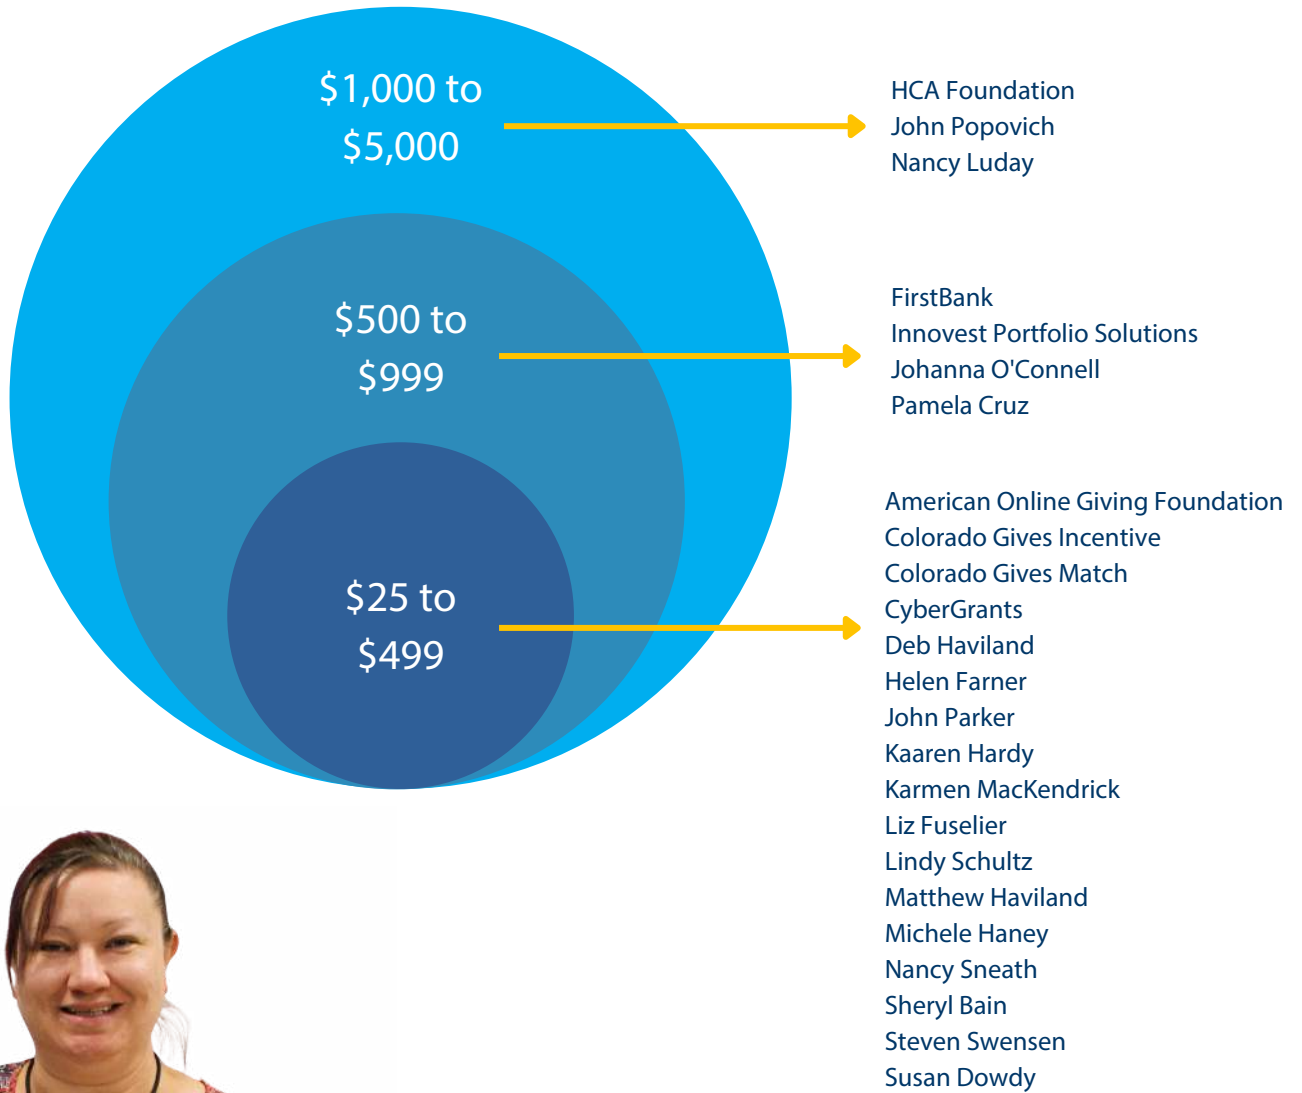 $1,000 to
$5,000
HCA Foundation
John Popovich
Nancy Luday
$500 to
$999
FirstBank
Innovest Portfolio Solutions
Johanna O'Connell
Pamela Cruz
$25 to
$499
American Online Giving Foundation
Colorado Gives Incentive
Colorado Gives Match
CyberGrants
Deb Haviland
Helen Farner
John Parker
Kaaren Hardy
Karmen MacKendrick
Liz Fuselier
Lindy Schultz
Matthew Haviland
Michele Haney
Nancy Sneath
Sheryl Bain
Steven Swensen
Susan Dowdy